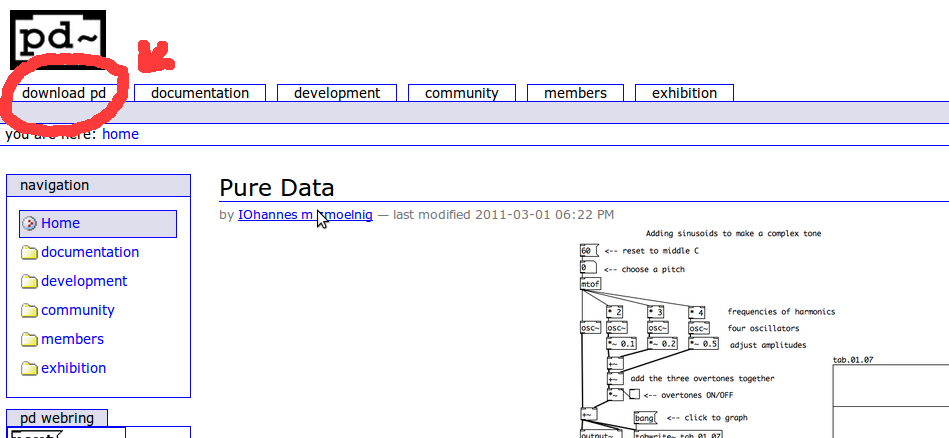 pd~
download pd
documentation
development
community
members
exhibition
you are here: home
navigation
Home
documentation
development
community
members
exhibition
pd webring
Pure Data
by IOhannes m zmoelnig — last modified 2011-03-01 06:22 PM
Adding sinusoids to make a complex tone
60 <-- reset to middle C
0 <-- choose a pitch
mtof
* 2 * 3 * 4 frequencies of harmonics
osc~ osc~ osc~ osc~ four oscillators
*~ 0.1 *~ 0.2 *~ 0.5 adjust amplitudes
tab.01.07
+~
+~ add the three overtones together
*~ <-- overtones ON/OFF
+~ bang <-- click to graph
output~ tabwrite~ tab.01.07